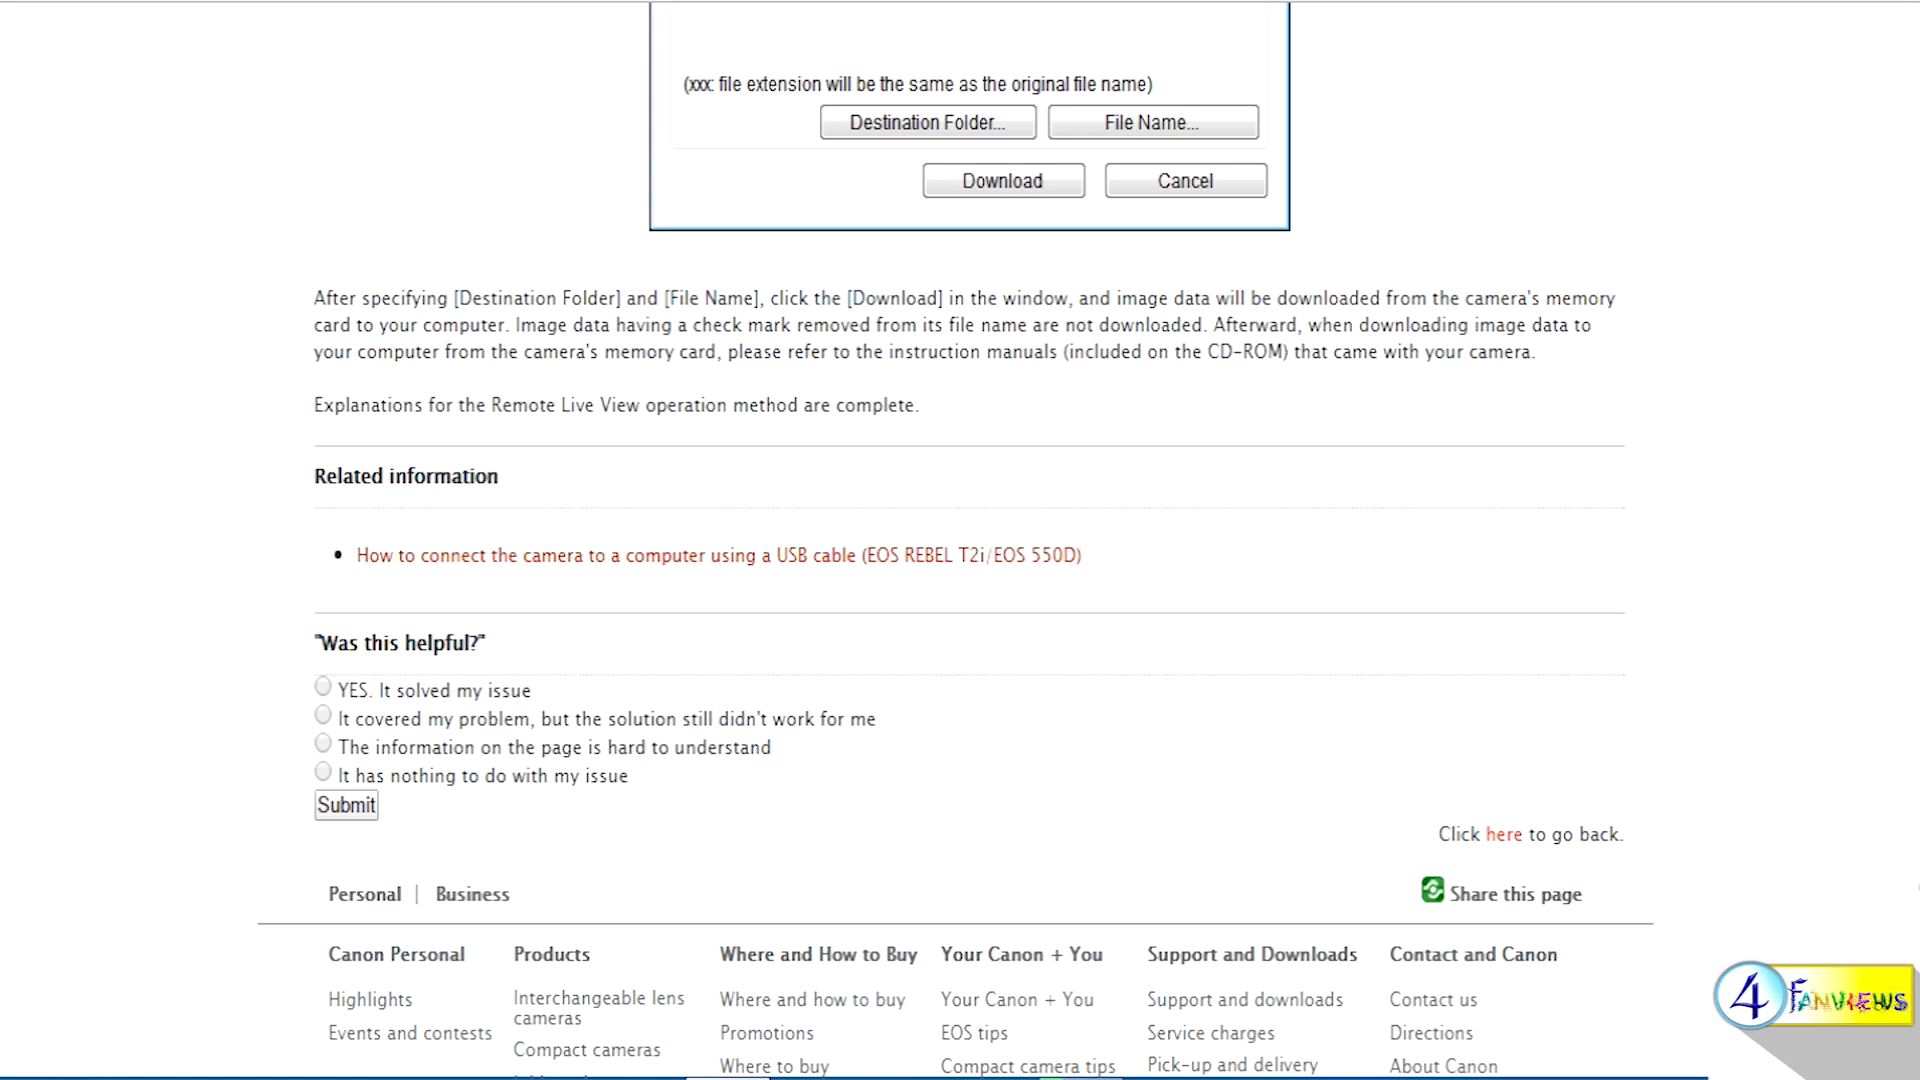 (xxx: file extension will be the same as the original file name)
Destination Folder... File Name...
Download Cancel
After specifying [Destination Folder] and [File Name], click the [Download] in the window, and image data will be downloaded from the camera's memory
card to your computer. Image data having a check mark removed from its file name are not downloaded. Afterward, when downloading image data to
your computer from the camera's memory card, please refer to the instruction manuals (included on the CD-ROM) that came with your camera.
Explanations for the Remote Live View operation method are complete.
Related information
• How to connect the camera to a computer using a USB cable (EOS REBEL T2i/EOS 550D)
"Was this helpful?"
YES. It solved my issue
It covered my problem, but the solution still didn't work for me
The information on the page is hard to understand
It has nothing to do with my issue
Submit
Click here to go back.
Personal | Business Share this page
Canon Personal Products Where and How to Buy Your Canon + You Support and Downloads Contact and Canon
Highlights Interchangeable lens Where and how to buy Your Canon + You Support and downloads Contact us
cameras
Events and contests Promotions EOS tips Service charges Directions
Compact cameras Where to buy Compact camera tips Pick-up and delivery About Canon
4 FANVIEWS